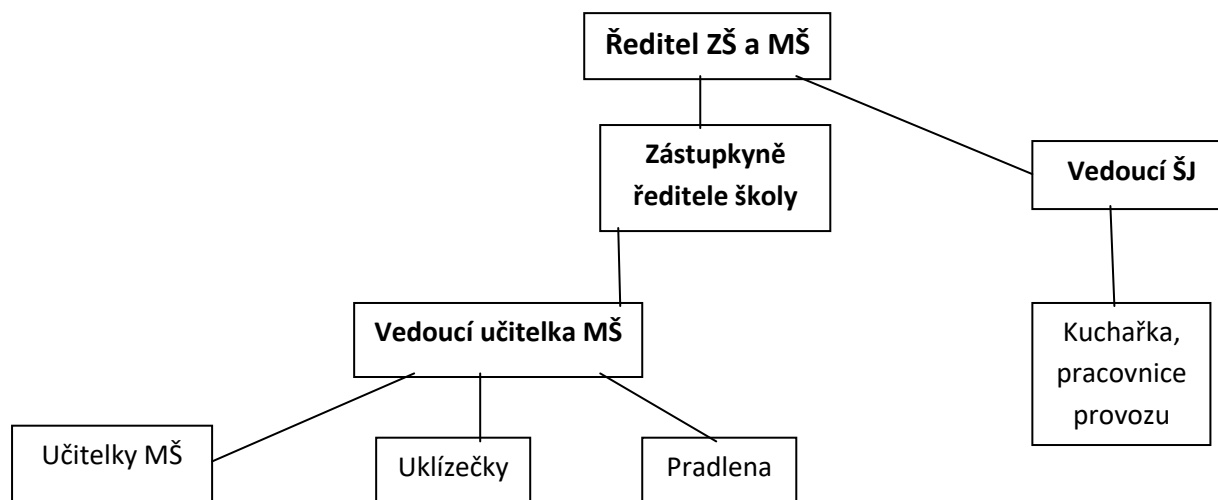 Ředitel ZŠ a MŠ
Zástupkyně
ředitele školy
Vedoucí ŠJ
Vedoucí učitelka MŠ
Kuchařka,
pracovnice
provozu
Učitelky MŠ
Uklízečky
Pradlena